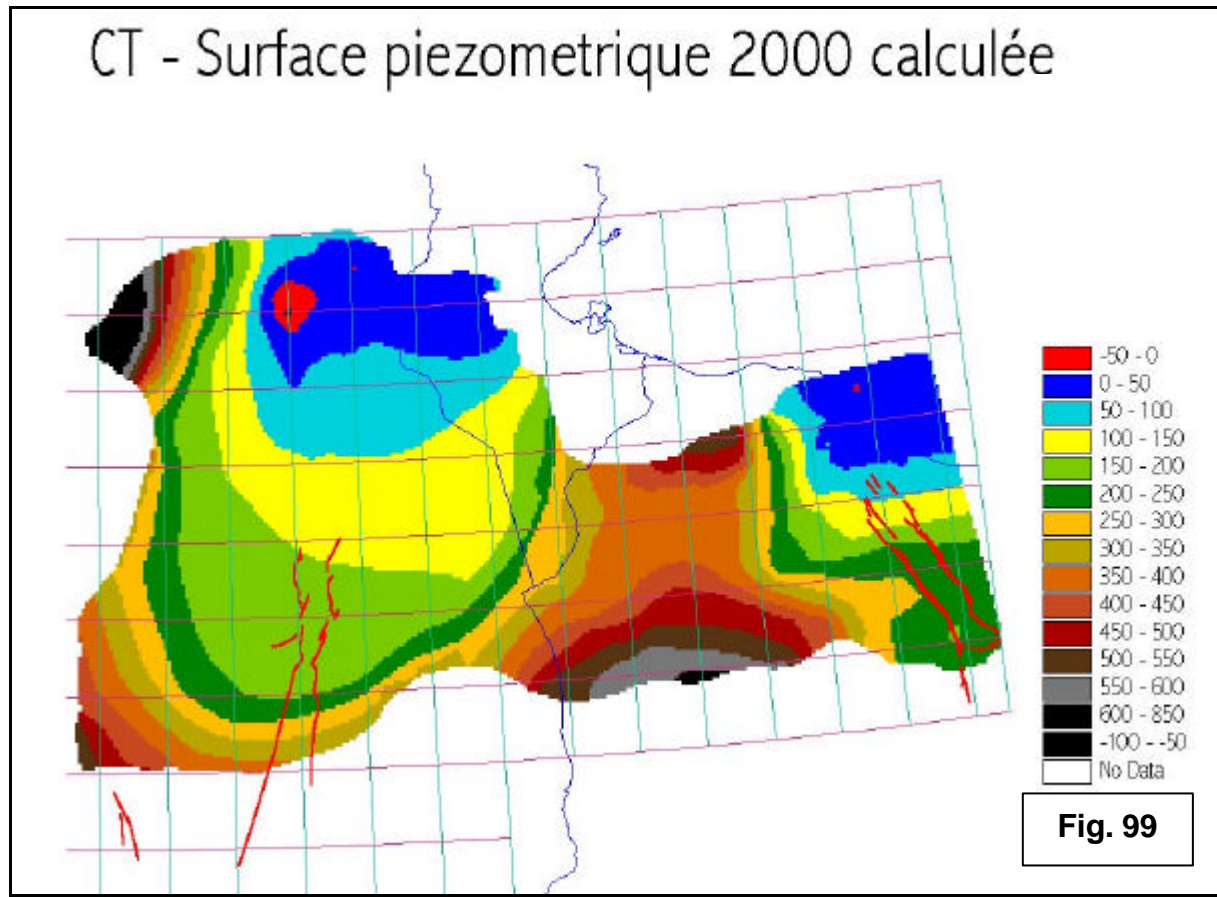 CT - Surface piezometrique 2000 calculée
-50 - 0
0 - 50
50 - 100
100 - 150
150 - 200
200 - 250
250 - 300
300 - 350
350 - 400
400 - 450
450 - 500
500 - 550
550 - 600
600 - 850
-100 - -50
No Data
Fig. 99